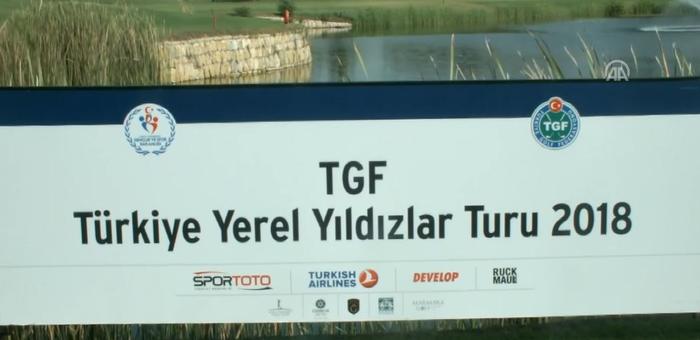 AA
TGF
TGF
Türkiye Yerel Yıldızlar Turu 2018
SPORTOTO
TURKISH AIRLINES
DEVELOP
RUCK & MAUL